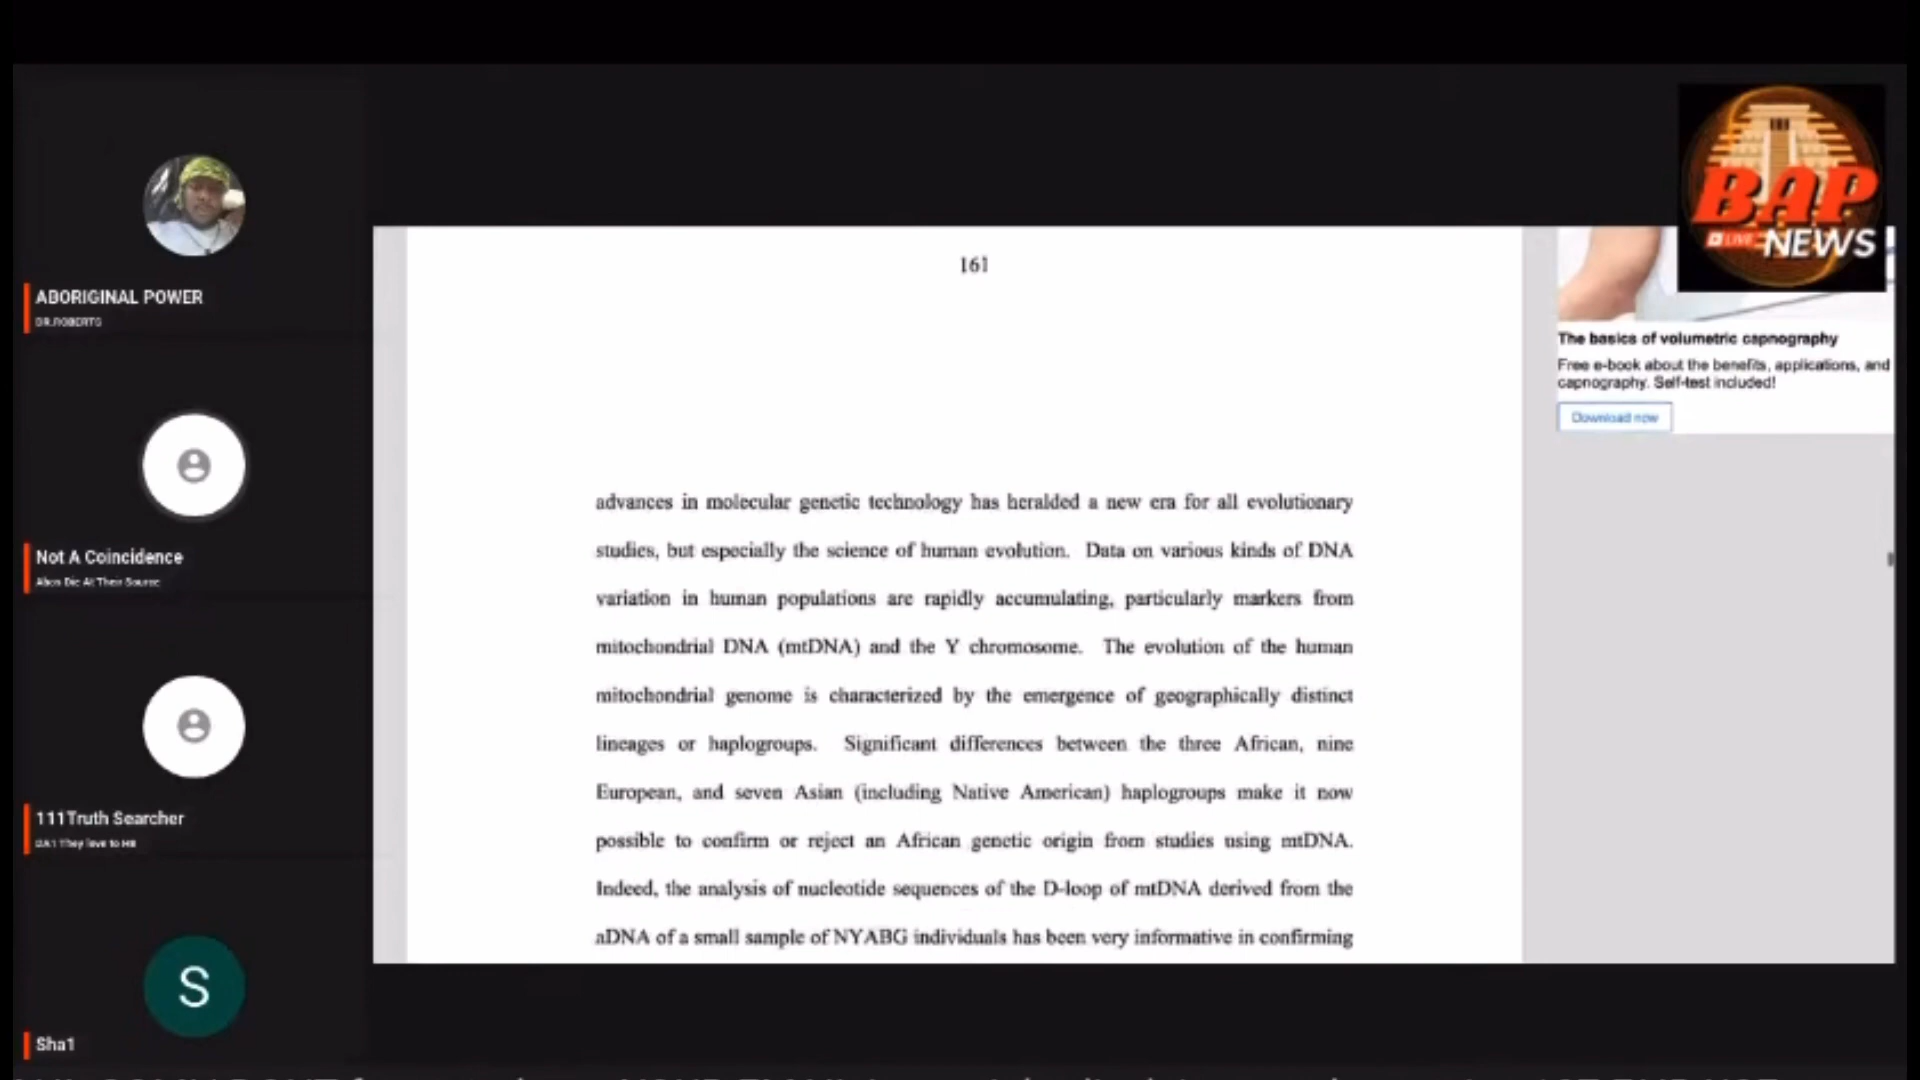 BAP
LIVE NEWS
ABORIGINAL POWER
DR.ROBERTS
Not A Coincidence
111Truth Searcher
S
Sha1
161
advances in molecular genetic technology has heralded a new era for all evolutionary
studies, but especially the science of human evolution. Data on various kinds of DNA
variation in human populations are rapidly accumulating, particularly markers from
mitochondrial DNA (mtDNA) and the Y chromosome. The evolution of the human
mitochondrial genome is characterized by the emergence of geographically distinct
lineages or haplogroups. Significant differences between the three African, nine
European, and seven Asian (including Native American) haplogroups make it now
possible to confirm or reject an African genetic origin from studies using mtDNA.
Indeed, the analysis of nucleotide sequences of the D-loop of mtDNA derived from the
aDNA of a small sample of NYABG individuals has been very informative in confirming
The basics of volumetric capnography
Free e-book about the benefits, applications, and
capnography. Self-test included!
Download now